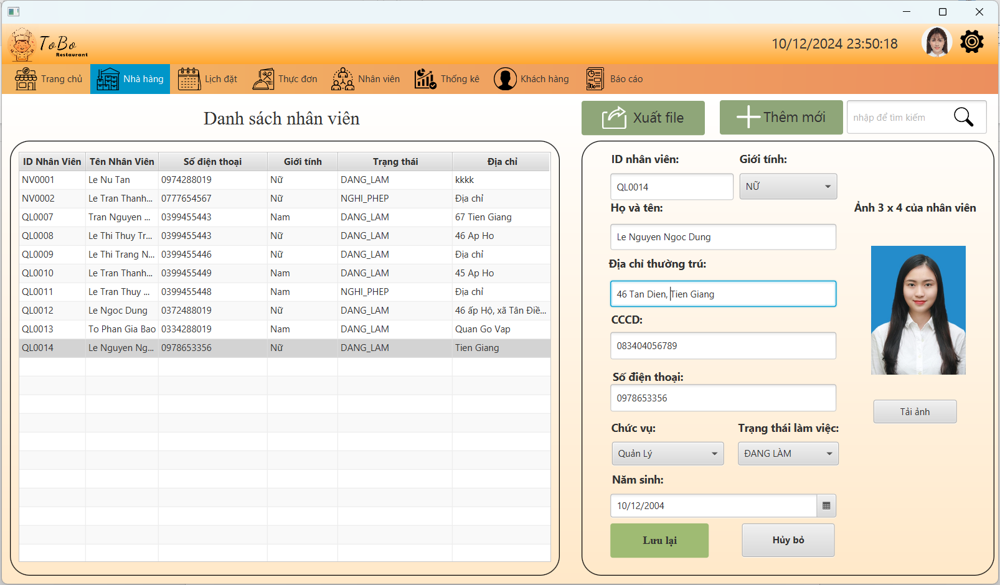 ToBo
Restaurant
10/12/2024 23:50:18
Trang chủ
Nhà hàng
Lịch đặt
Thực đơn
Nhân viên
Thống kê
Khách hàng
Báo cáo
Danh sách nhân viên
Xuất file
Thêm mới
nhập để tìm kiếm
ID Nhân Viên Tên Nhân Viên Số điện thoại Giới tính Trạng thái Địa chỉ
NV0001 Le Nu Tan 0974288019 Nữ DANG_LAM kkkk
NV0002 Le Tran Thanh... 0777654567 Nữ NGHI_PHEP Địa chỉ
QL0007 Tran Nguyen ... 0399455443 Nam DANG_LAM 67 Tien Giang
QL0008 Le Thi Thuy Tr... 0399455443 Nữ DANG_LAM 46 Ap Ho
QL0009 Le Thi Trang N... 0399455446 Nữ DANG_LAM Địa chỉ
QL0010 Le Tran Thanh... 0399455449 Nam DANG_LAM 45 Ap Ho
QL0011 Le Tran Thuy ... 0399455448 Nam NGHI_PHEP Địa chỉ
QL0012 Le Ngoc Dung 0372488019 Nữ DANG_LAM 46 ấp Hộ, xã Tân Điề...
QL0013 To Phan Gia Bao 0334288019 Nam DANG_LAM Quan Go Vap
QL0014 Le Nguyen Ng... 0978653356 Nữ DANG_LAM Tien Giang
ID nhân viên: Giới tính:
QL0014 NỮ
Họ và tên:
Le Nguyen Ngoc Dung
Địa chỉ thường trú:
46 Tan Dien, Tien Giang
CCCD:
083404056789
Số điện thoại:
0978653356
Chức vụ: Trạng thái làm việc:
Quản Lý ĐANG LÀM
Năm sinh:
10/12/2004
Lưu lại Hủy bỏ
Ảnh 3 x 4 của nhân viên
Tải ảnh